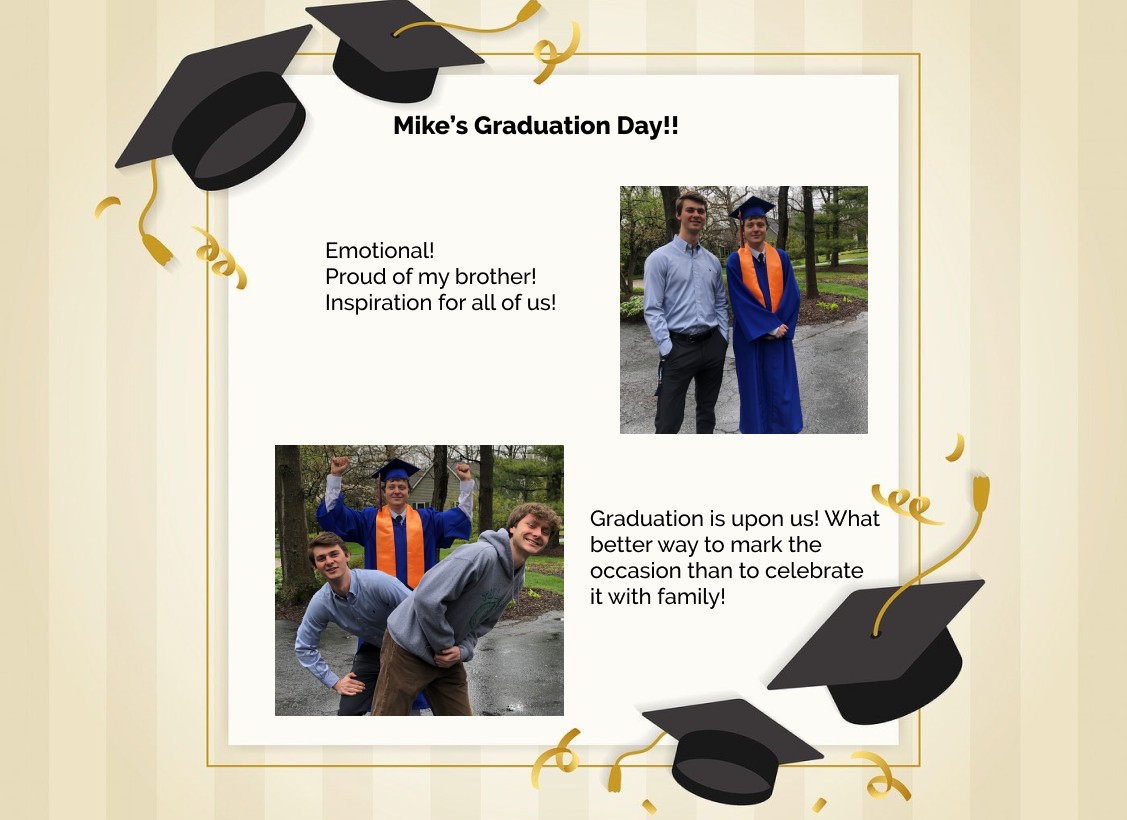 Mike’s Graduation Day!!
Emotional!
Proud of my brother!
Inspiration for all of us!
Graduation is upon us! What
better way to mark the
occasion than to celebrate
it with family!